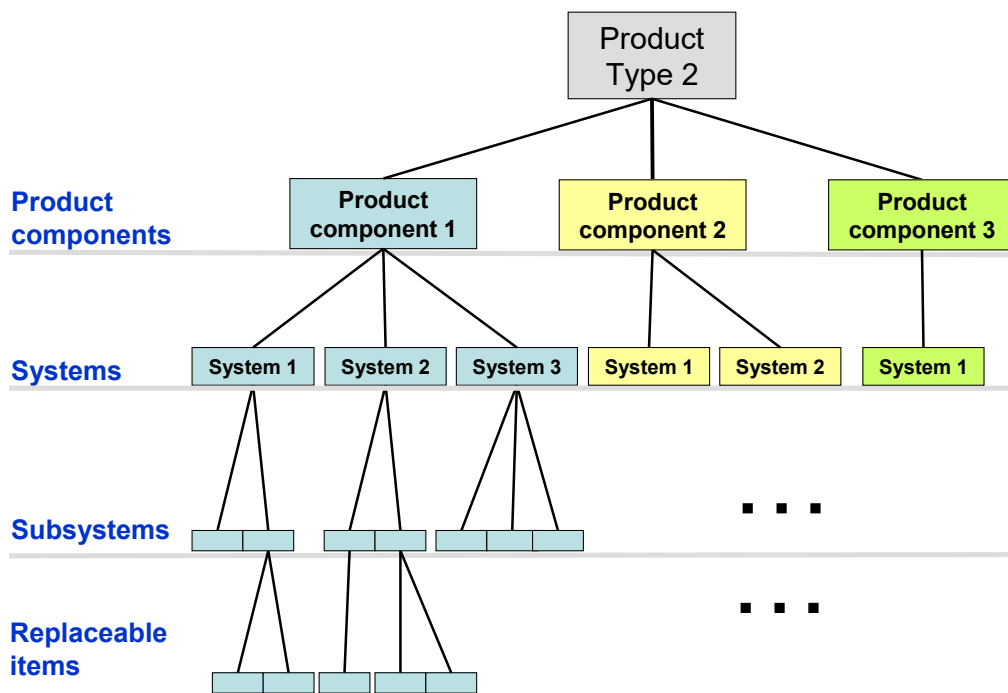 Product
Type 2
Product
components
Product
component 1
Product
component 2
Product
component 3
Systems
System 1
System 2
System 3
System 1
System 2
System 1
Subsystems
...
Replaceable
items
...